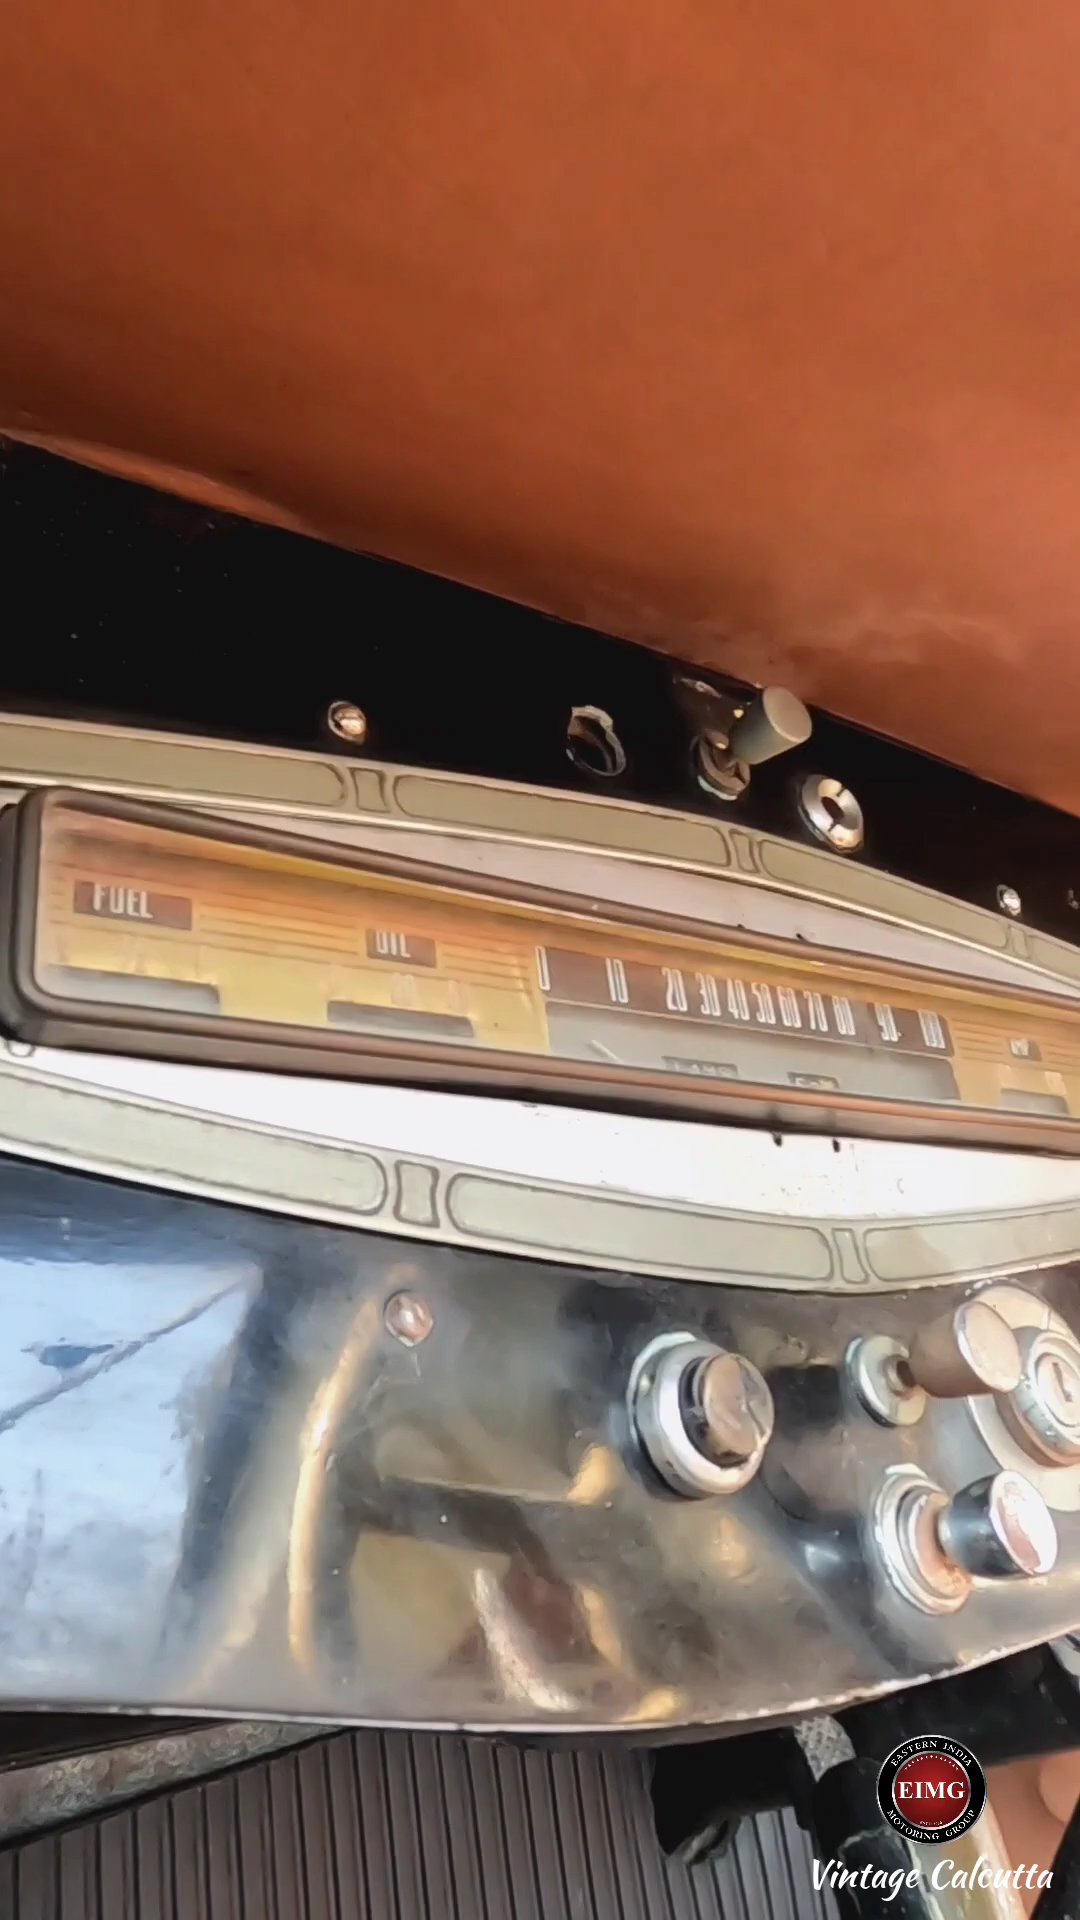 FUEL
OIL
0 10 20 30 40 50 60 70 80 90 100
EASTERN INDIA
EIMG
MOTORING GROUP
Vintage Calcutta